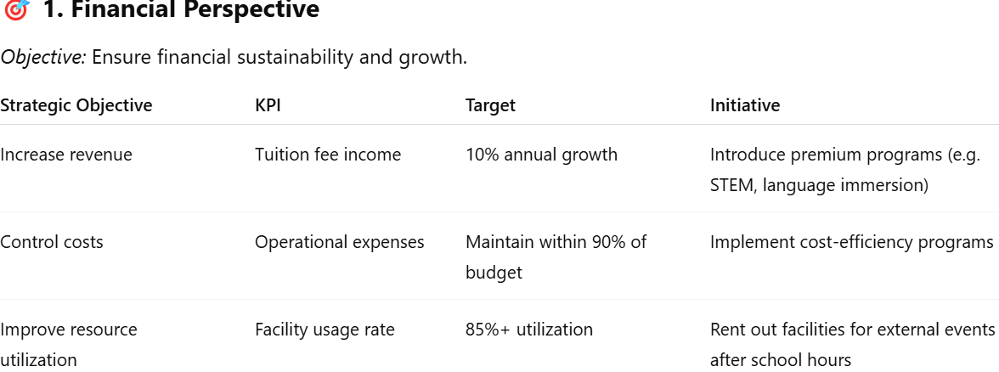 🎯 1. Financial Perspective
Objective: Ensure financial sustainability and growth.
Strategic Objective KPI Target Initiative
Increase revenue Tuition fee income 10% annual growth Introduce premium programs (e.g.
STEM, language immersion)
Control costs Operational expenses Maintain within 90% of Implement cost-efficiency programs
budget
Improve resource Facility usage rate 85%+ utilization Rent out facilities for external events
utilization after school hours